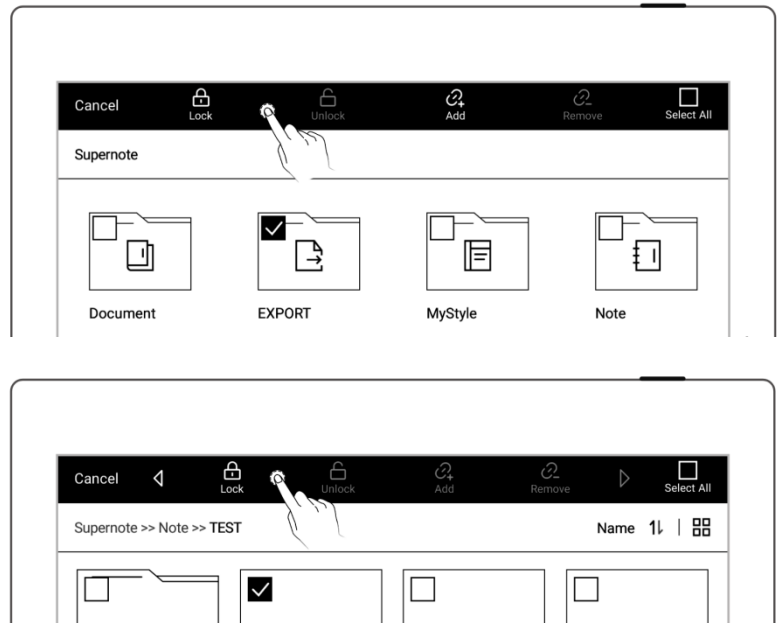 Cancel Lock Unlock Add Remove Select All
Supernote
Document EXPORT MyStyle Note
Cancel Lock Unlock Add Remove Select All
Supernote >> Note >> TEST Name